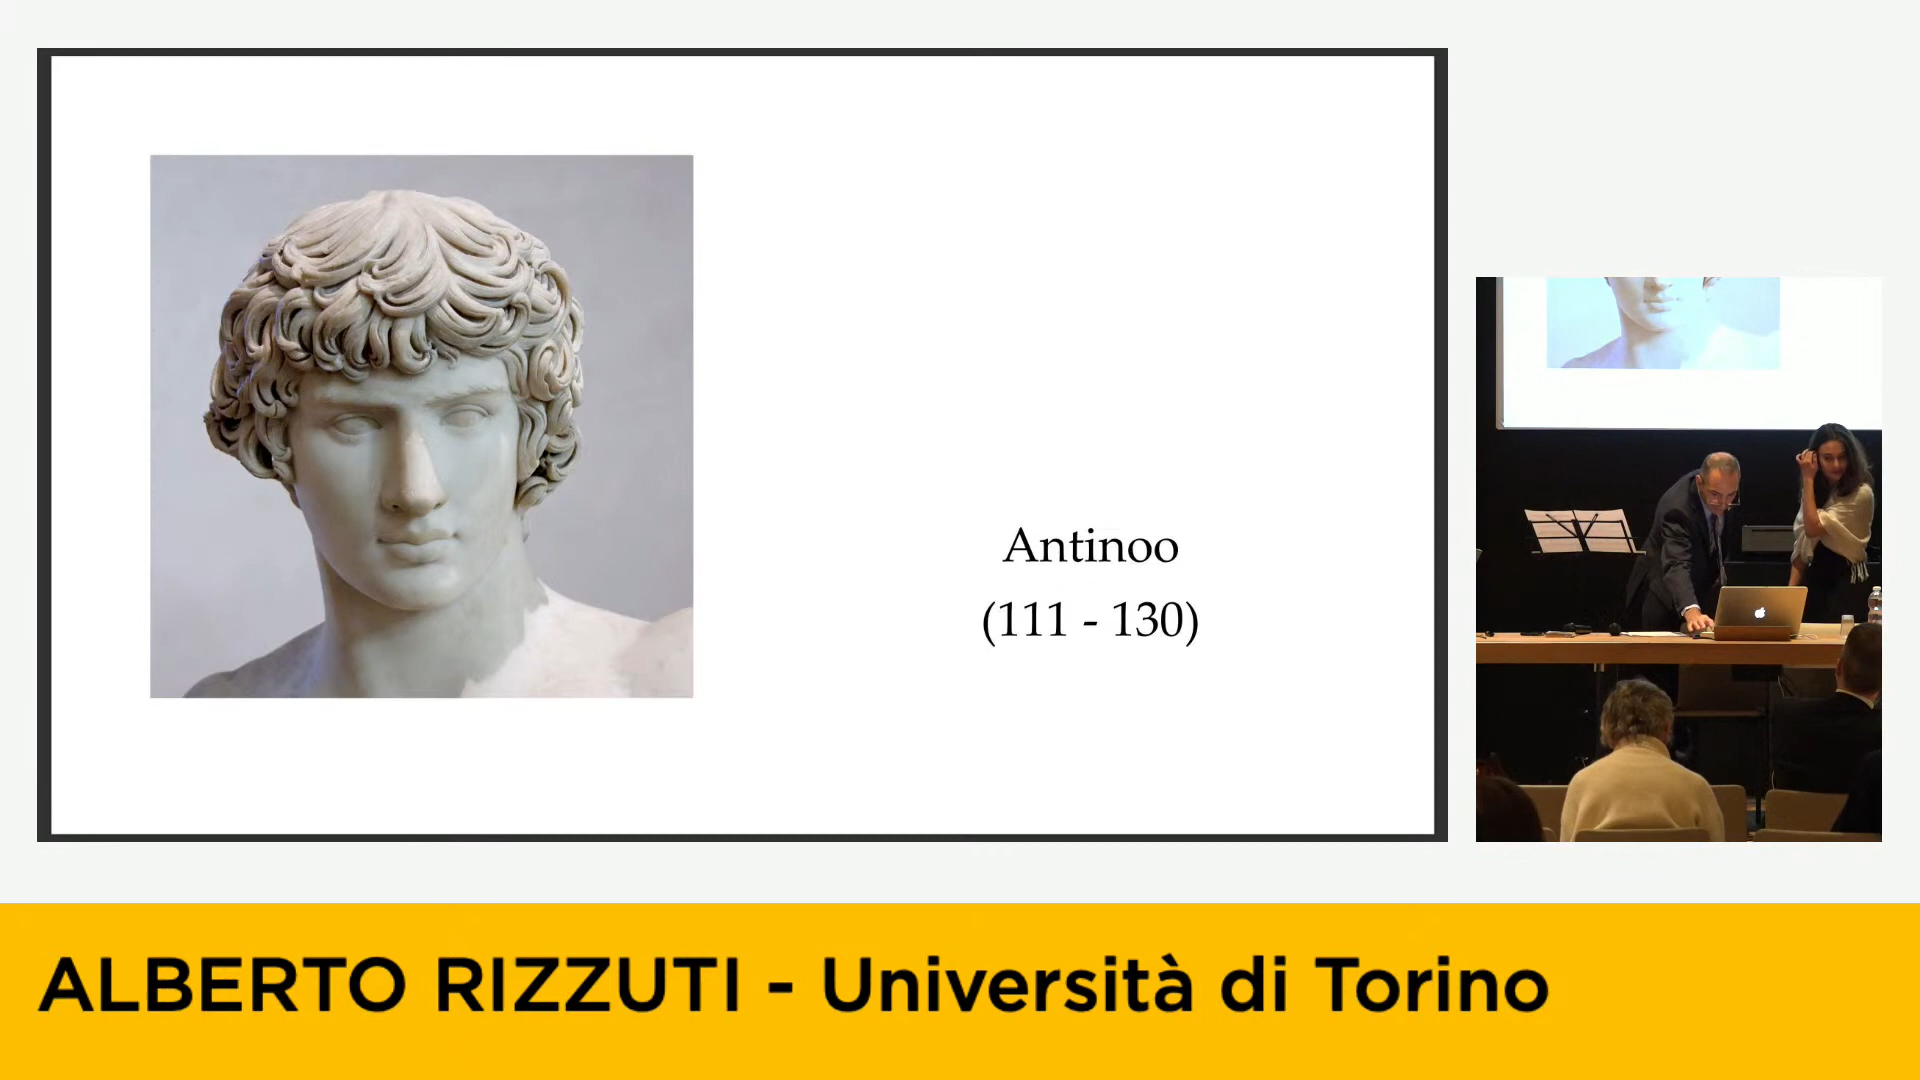 Antinoo
(111 - 130)
ALBERTO RIZZUTI - Università di Torino